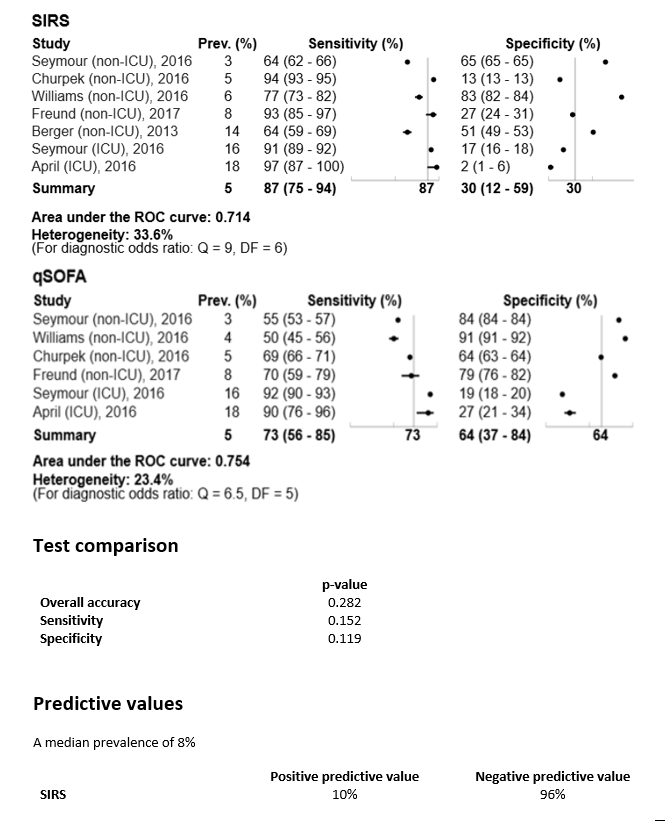 SIRS
Study Prev. (%) Sensitivity (%) Specificity (%)
Seymour (non-ICU), 2016 3 64 (62 - 66) 65 (65 - 65)
Churpek (non-ICU), 2016 5 94 (93 - 95) 13 (13 - 13)
Williams (non-ICU), 2016 6 77 (73 - 82) 83 (82 - 84)
Freund (non-ICU), 2017 8 93 (85 - 97) 27 (24 - 31)
Berger (non-ICU), 2013 14 64 (59 - 69) 51 (49 - 53)
Seymour (ICU), 2016 16 91 (89 - 92) 17 (16 - 18)
April (ICU), 2016 18 97 (87 - 100) 2 (1 - 6)
Summary 5 87 (75 - 94) 87 30 (12 - 59) 30
Area under the ROC curve: 0.714
Heterogeneity: 33.6%
(For diagnostic odds ratio: Q = 9, DF = 6)
qSOFA
Study Prev. (%) Sensitivity (%) Specificity (%)
Seymour (non-ICU), 2016 3 55 (53 - 57) 84 (84 - 84)
Williams (non-ICU), 2016 4 50 (45 - 56) 91 (91 - 92)
Churpek (non-ICU), 2016 5 69 (66 - 71) 64 (63 - 64)
Freund (non-ICU), 2017 8 70 (59 - 79) 79 (76 - 82)
Seymour (ICU), 2016 16 92 (90 - 93) 19 (18 - 20)
April (ICU), 2016 18 90 (76 - 96) 27 (21 - 34)
Summary 5 73 (56 - 85) 73 64 (37 - 84) 64
Area under the ROC curve: 0.754
Heterogeneity: 23.4%
(For diagnostic odds ratio: Q = 6.5, DF = 5)
Test comparison
p-value
Overall accuracy 0.282
Sensitivity 0.152
Specificity 0.119
Predictive values
A median prevalence of 8%
Positive predictive value Negative predictive value
SIRS 10% 96%